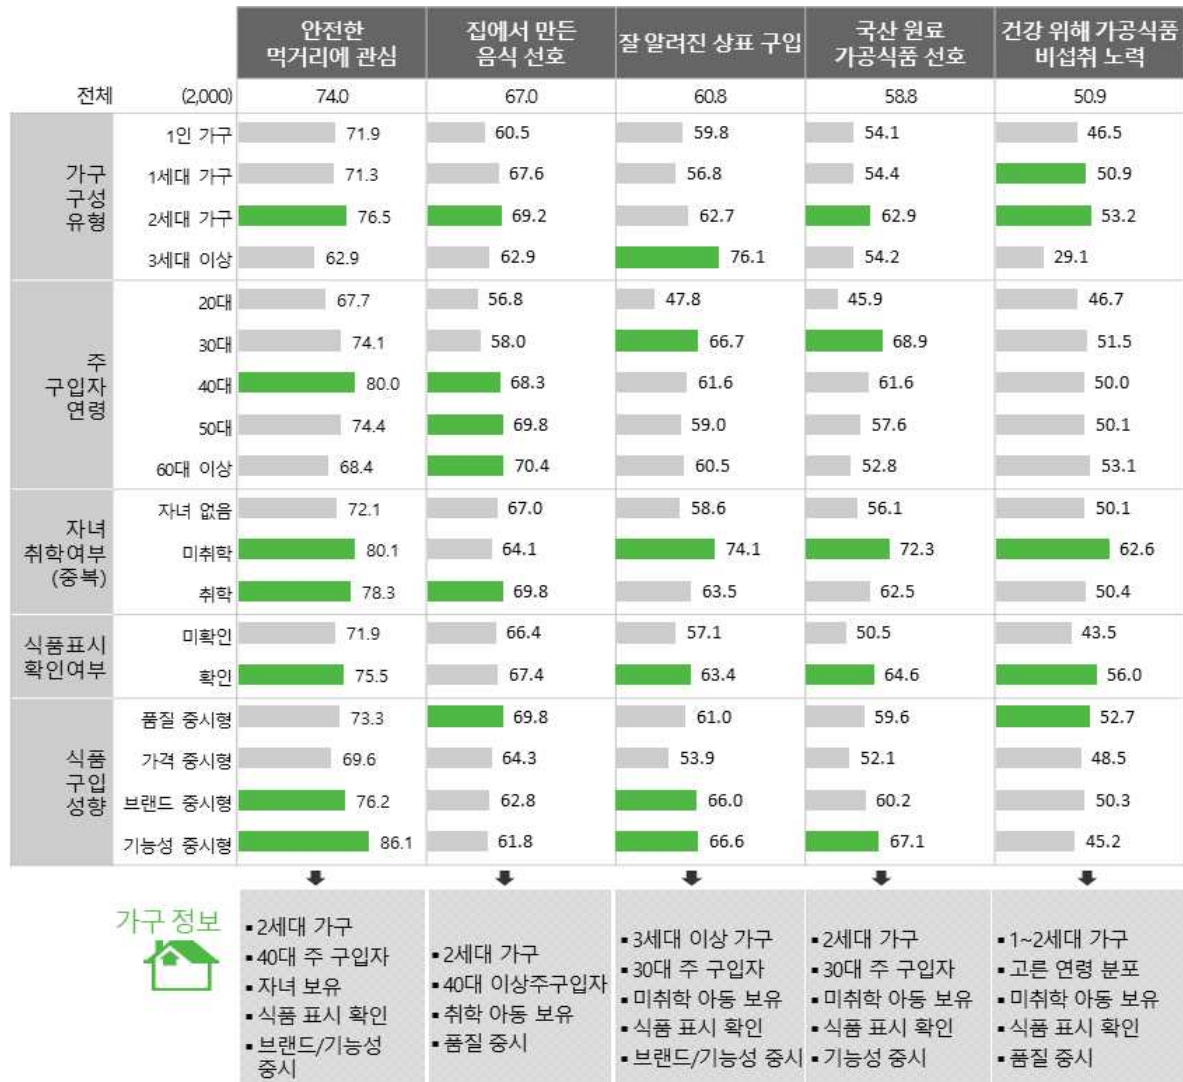 안전한
먹거리에 관심
집에서 만든
음식 선호
잘 알려진 상표 구입
국산 원료
가공식품 선호
건강 위해 가공식품
비섭취 노력
전체 (2,000) 74.0 67.0 60.8 58.8 50.9
가구
구성
유형
1인 가구 71.9 60.5 59.8 54.1 46.5
1세대 가구 71.3 67.6 56.8 54.4 50.9
2세대 가구 76.5 69.2 62.7 62.9 53.2
3세대 이상 62.9 62.9 76.1 54.2 29.1
주
구입자
연령
20대 67.7 56.8 47.8 45.9 46.7
30대 74.1 58.0 66.7 68.9 51.5
40대 80.0 68.3 61.6 61.6 50.0
50대 74.4 69.8 59.0 57.6 50.1
60대 이상 68.4 70.4 60.5 52.8 53.1
자녀
취학여부
(중복)
자녀 없음 72.1 67.0 58.6 56.1 50.1
미취학 80.1 64.1 74.1 72.3 62.6
취학 78.3 69.8 63.5 62.5 50.4
식품표시
확인여부
미확인 71.9 66.4 57.1 50.5 43.5
확인 75.5 67.4 63.4 64.6 56.0
식품
구입
성향
품질 중시형 73.3 69.8 61.0 59.6 52.7
가격 중시형 69.6 64.3 53.9 52.1 48.5
브랜드 중시형 76.2 62.8 66.0 60.2 50.3
기능성 중시형 86.1 61.8 66.6 67.1 45.2
가구 정보
▪ 2세대 가구
▪ 40대 주 구입자
▪ 자녀 보유
▪ 식품 표시 확인
▪ 브랜드/기능성
중시
▪ 2세대 가구
▪ 40대 이상주구입자
▪ 취학 아동 보유
▪ 품질 중시
▪ 3세대 이상 가구
▪ 30대 주 구입자
▪ 미취학 아동 보유
▪ 식품 표시 확인
▪ 브랜드/기능성 중시
▪ 2세대 가구
▪ 30대 주 구입자
▪ 미취학 아동 보유
▪ 식품 표시 확인
▪ 기능성 중시
▪ 1~2세대 가구
▪ 고른 연령 분포
▪ 미취학 아동 보유
▪ 식품 표시 확인
▪ 품질 중시